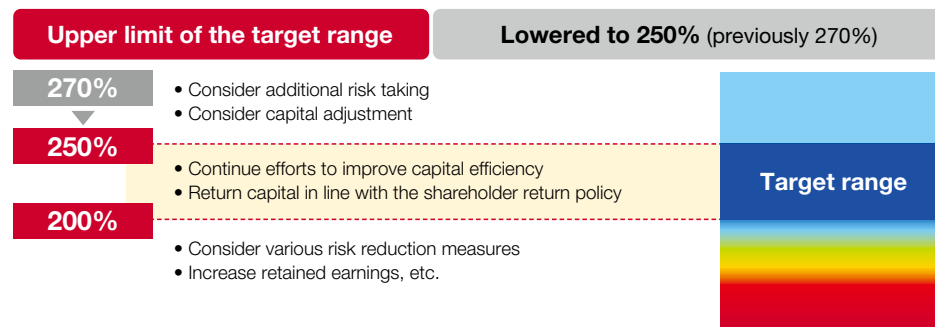 Upper limit of the target range
Lowered to 250% (previously 270%)
270%
• Consider additional risk taking
• Consider capital adjustment
250%
• Continue efforts to improve capital efficiency
• Return capital in line with the shareholder return policy
Target range
200%
• Consider various risk reduction measures
• Increase retained earnings, etc.